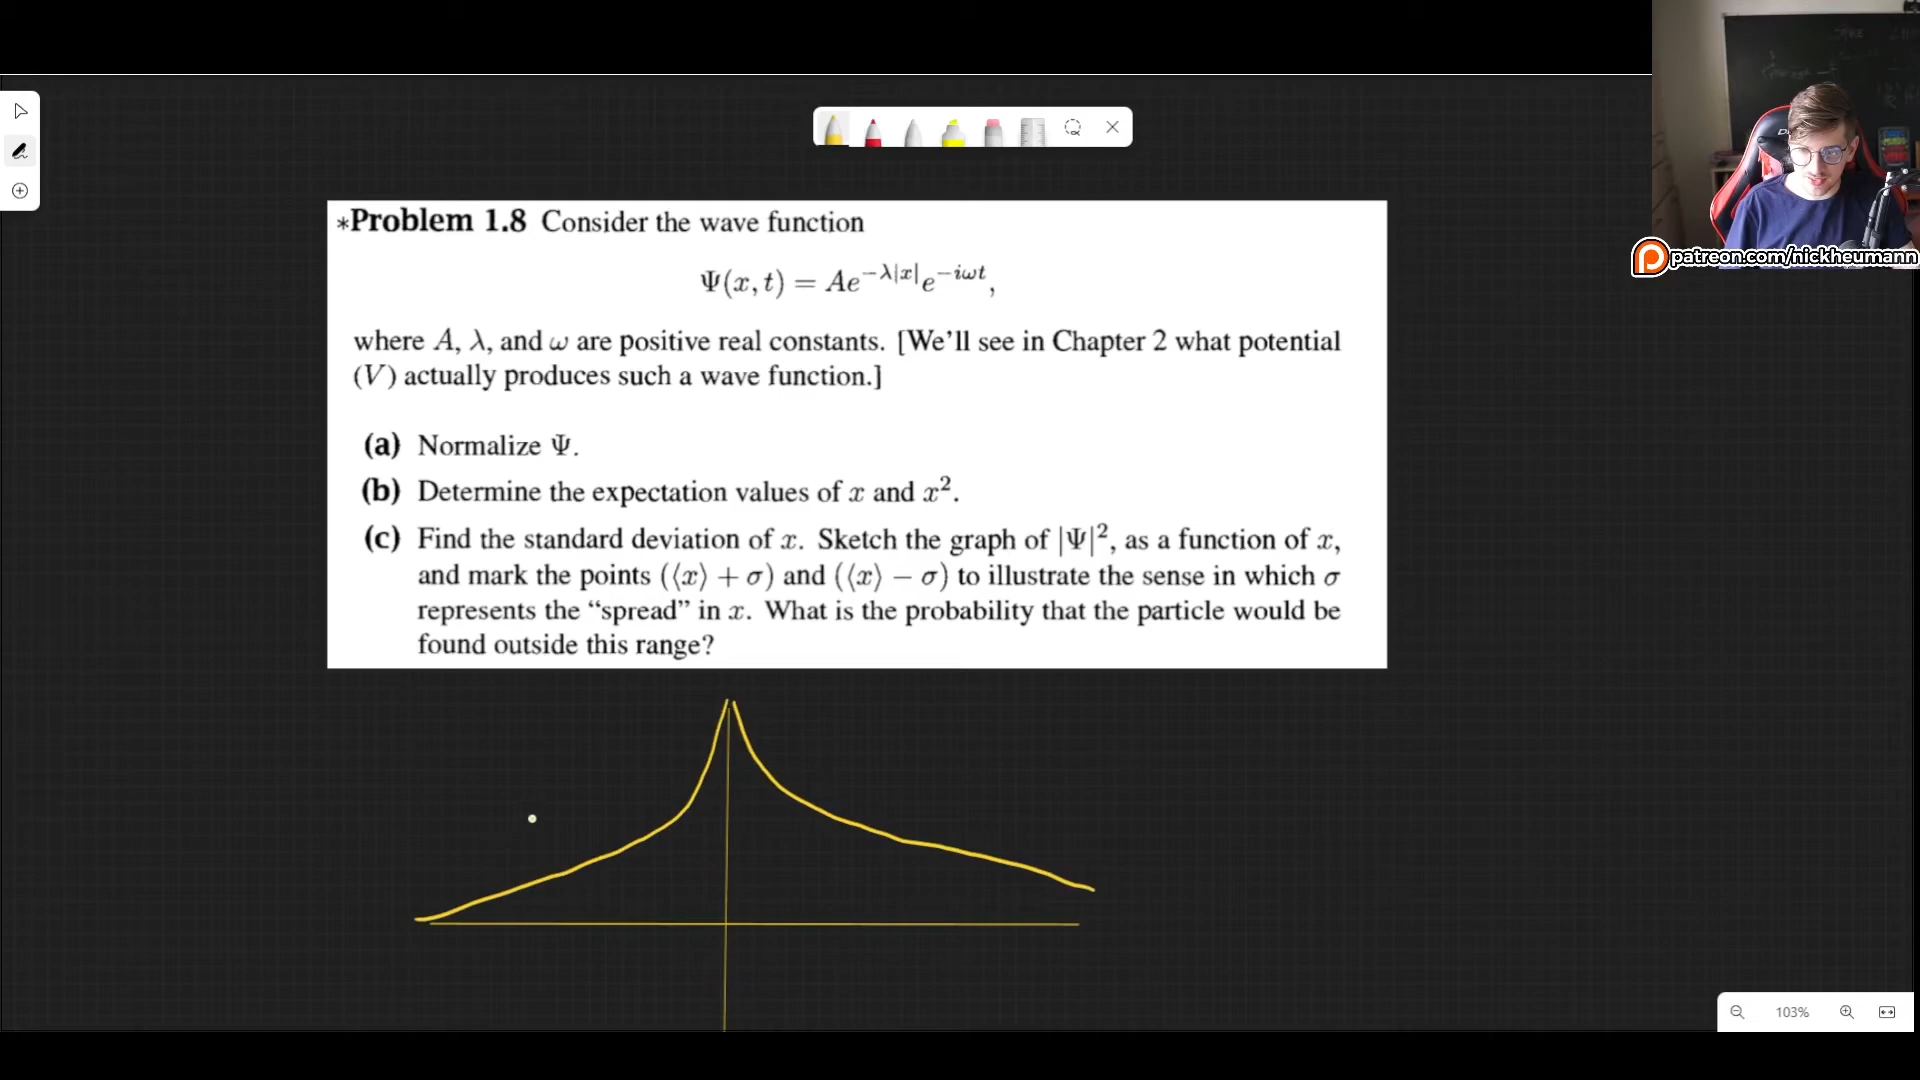 *Problem 1.8 Consider the wave function
Ψ(x, t) = Ae^{−λ|x|}e^{−iωt},
where A, λ, and ω are positive real constants. [We'll see in Chapter 2 what potential
(V) actually produces such a wave function.]
(a) Normalize Ψ.
(b) Determine the expectation values of x and x².
(c) Find the standard deviation of x. Sketch the graph of |Ψ|², as a function of x,
and mark the points (⟨x⟩ + σ) and (⟨x⟩ − σ) to illustrate the sense in which σ
represents the “spread” in x. What is the probability that the particle would be
found outside this range?
patreon.com/nickheumann
103%